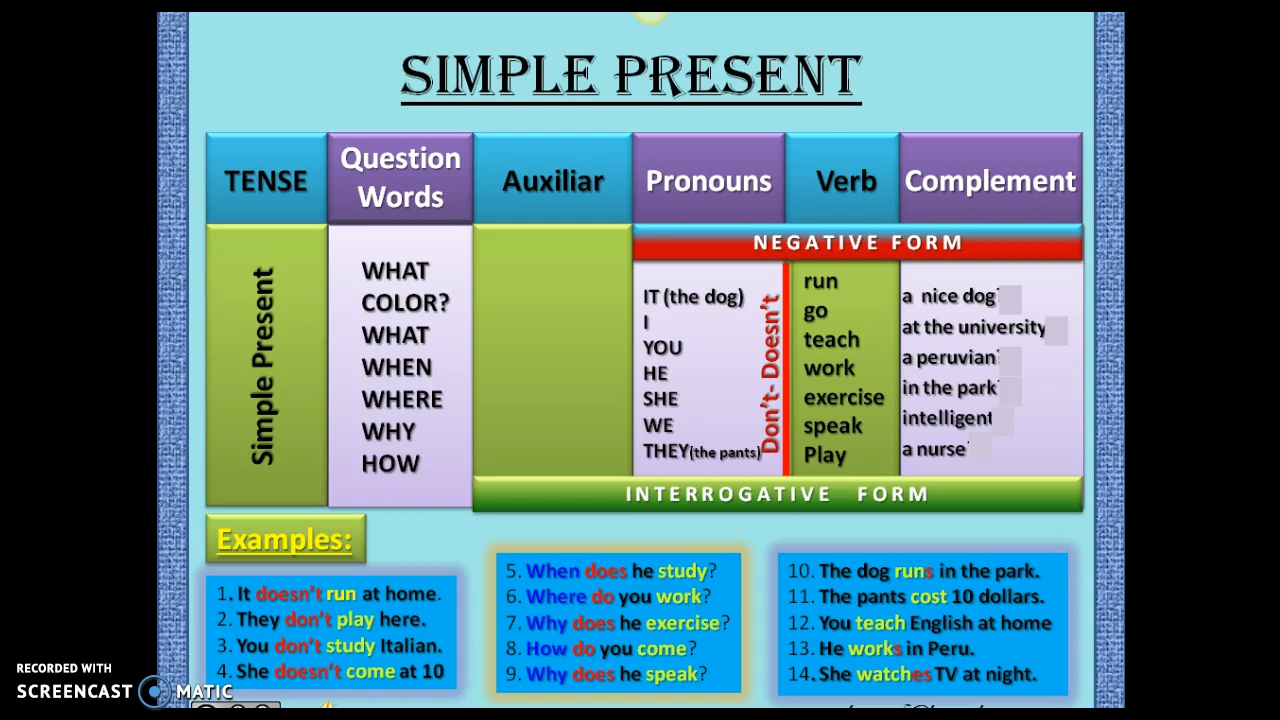 SIMPLE PRESENT
TENSE
Question
Words
Auxiliar
Pronouns
Verb
Complement
Simple Present
WHAT
COLOR?
WHAT
WHEN
WHERE
WHY
HOW
NEGATIVE FORM
IT (the dog)
I
YOU
HE
SHE
WE
THEY(the pants)
Don't- Doesn't
run
go
teach
work
exercise
speak
Play
a nice dog
at the university
a peruvian
in the park
intelligent
a nurse
INTERROGATIVE FORM
Examples:
1. It doesn't run at home.
2. They don't play here.
3. You don't study Italian.
4. She doesn't come at 10
5. When does he study?
6. Where do you work?
7. Why does he exercise?
8. How do you come?
9. Why does he speak?
10. The dog runs in the park.
11. The pants cost 10 dollars.
12. You teach English at home
13. He works in Peru.
14. She watches TV at night.
RECORDED WITH
SCREENCAST MATIC